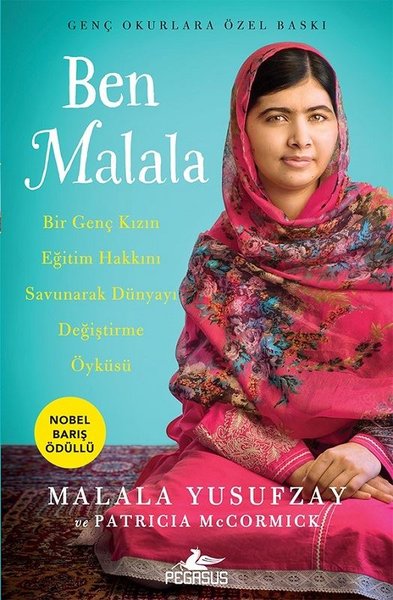 GENÇ OKURLARA ÖZEL BASKI
Ben
Malala
Bir Genç Kızın
Eğitim Hakkını
Savunarak Dünyayı
Değiştirme
Öyküsü
NOBEL
BARIŞ
ÖDÜLLÜ
MALALA YUSUFZAY
ve PATRICIA McCORMICK
PEGASUS